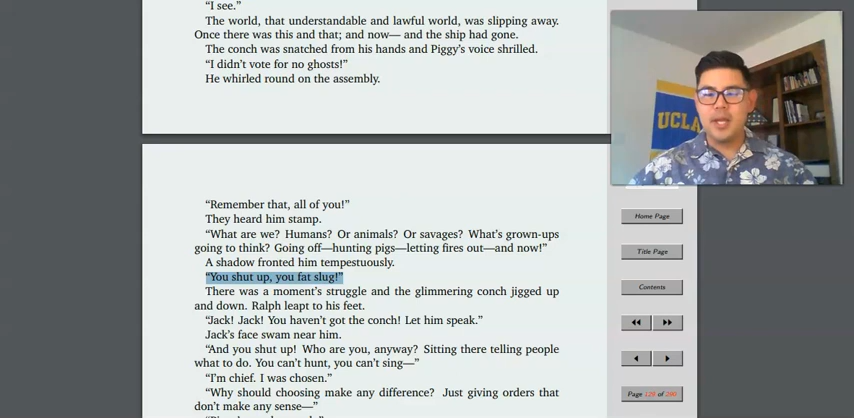 “I see.”
The world, that understandable and lawful world, was slipping away.
Once there was this and that; and now— and the ship had gone.
The conch was snatched from his hands and Piggy’s voice shrilled.
“I didn’t vote for no ghosts!”
He whirled round on the assembly.
UCLA
“Remember that, all of you!”
They heard him stamp.
“What are we? Humans? Or animals? Or savages? What’s grown-ups
going to think? Going off—hunting pigs—letting fires out—and now!”
A shadow fronted him tempestuously.
“You shut up, you fat slug!”
There was a moment’s struggle and the glimmering conch jigged up
and down. Ralph leapt to his feet.
“Jack! Jack! You haven’t got the conch! Let him speak.”
Jack’s face swam near him.
“And you shut up! Who are you, anyway? Sitting there telling people
what to do. You can’t hunt, you can’t sing—”
“I’m chief. I was chosen.”
“Why should choosing make any difference? Just giving orders that
don’t make any sense—”
Home Page
Title Page
Contents
Page 128 of 290